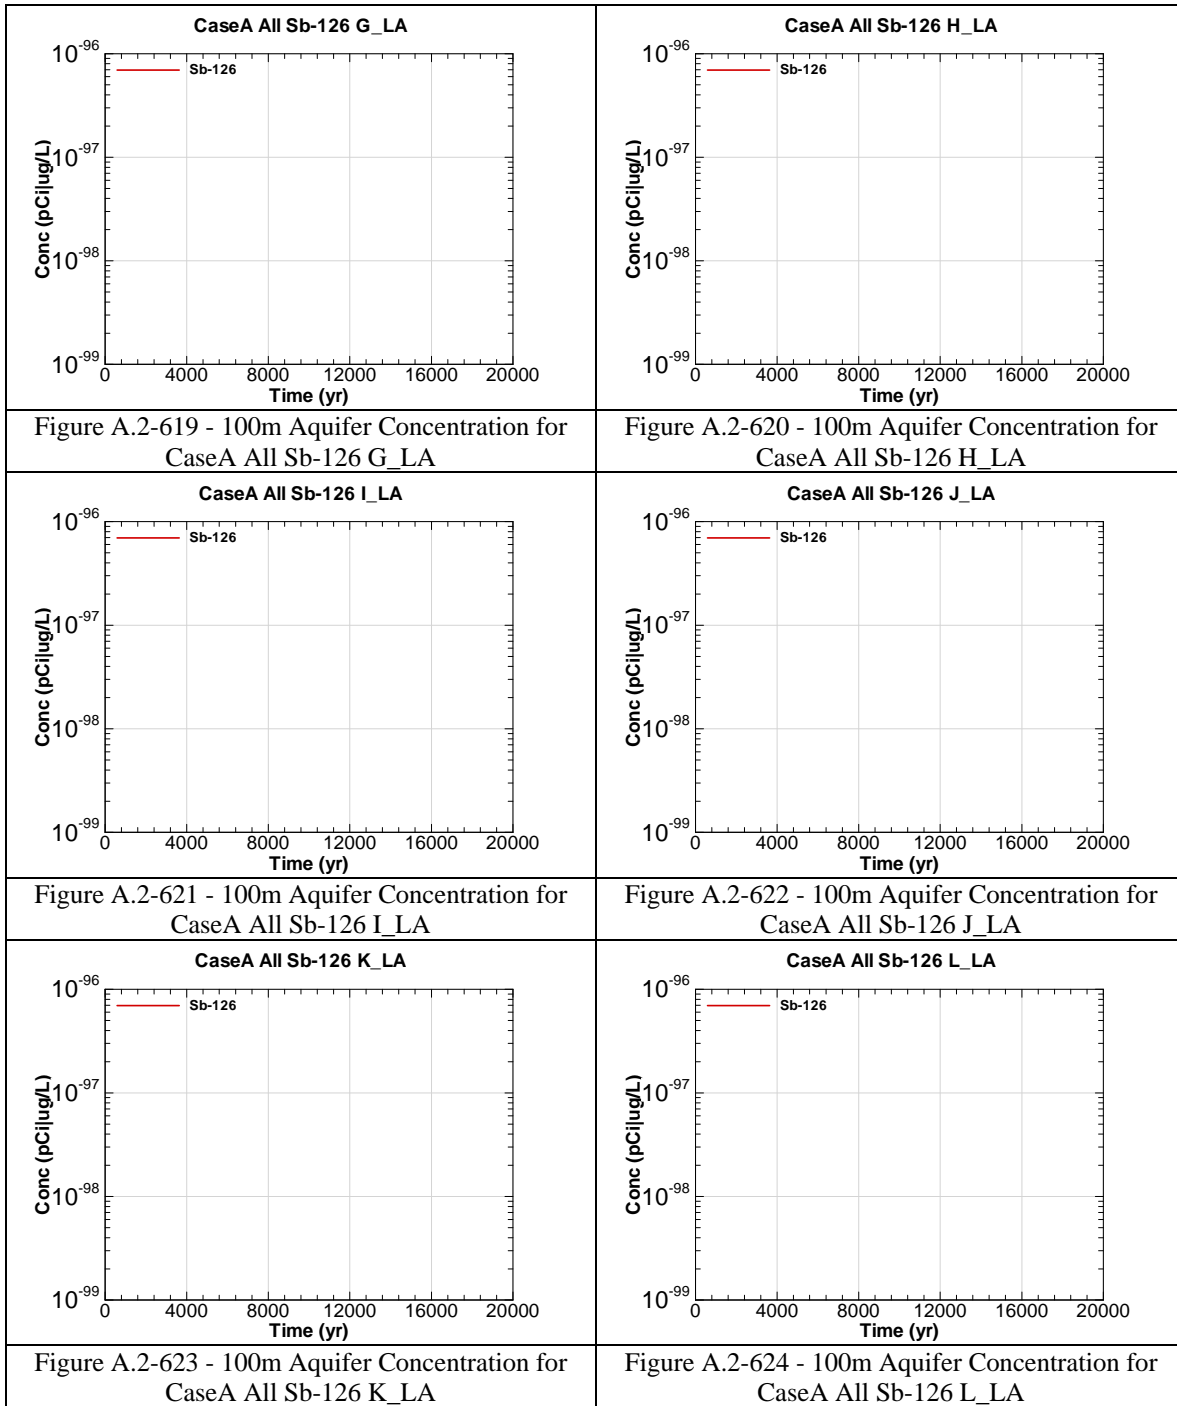 CaseA All Sb-126 G_LA
10-96
Sb-126
10-97
10-98
10-99
Conc (pCi|ug/L)
0 4000 8000 12000 16000 20000
Time (yr)
Figure A.2-619 - 100m Aquifer Concentration for
CaseA All Sb-126 G_LA
CaseA All Sb-126 H_LA
10-96
Sb-126
10-97
10-98
10-99
Conc (pCi|ug/L)
0 4000 8000 12000 16000 20000
Time (yr)
Figure A.2-620 - 100m Aquifer Concentration for
CaseA All Sb-126 H_LA
CaseA All Sb-126 I_LA
10-96
Sb-126
10-97
10-98
10-99
Conc (pCi|ug/L)
0 4000 8000 12000 16000 20000
Time (yr)
Figure A.2-621 - 100m Aquifer Concentration for
CaseA All Sb-126 I_LA
CaseA All Sb-126 J_LA
10-96
Sb-126
10-97
10-98
10-99
Conc (pCi|ug/L)
0 4000 8000 12000 16000 20000
Time (yr)
Figure A.2-622 - 100m Aquifer Concentration for
CaseA All Sb-126 J_LA
CaseA All Sb-126 K_LA
10-96
Sb-126
10-97
10-98
10-99
Conc (pCi|ug/L)
0 4000 8000 12000 16000 20000
Time (yr)
Figure A.2-623 - 100m Aquifer Concentration for
CaseA All Sb-126 K_LA
CaseA All Sb-126 L_LA
10-96
Sb-126
10-97
10-98
10-99
Conc (pCi|ug/L)
0 4000 8000 12000 16000 20000
Time (yr)
Figure A.2-624 - 100m Aquifer Concentration for
CaseA All Sb-126 L_LA